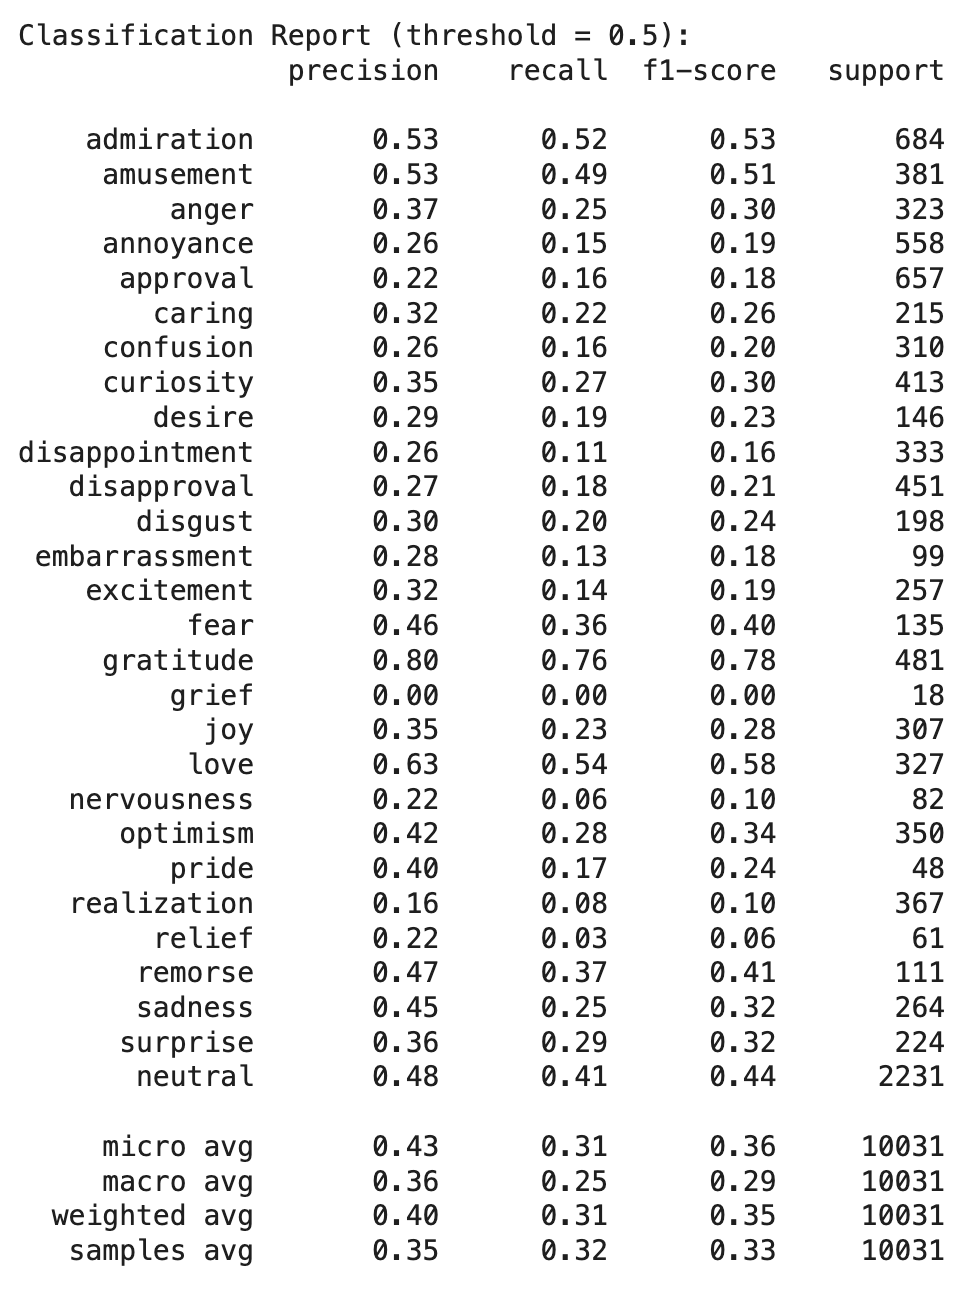 Classification Report (threshold = 0.5):
precision recall f1-score support
admiration 0.53 0.52 0.53 684
amusement 0.53 0.49 0.51 381
anger 0.37 0.25 0.30 323
annoyance 0.26 0.15 0.19 558
approval 0.22 0.16 0.18 657
caring 0.32 0.22 0.26 215
confusion 0.26 0.16 0.20 310
curiosity 0.35 0.27 0.30 413
desire 0.29 0.19 0.23 146
disappointment 0.26 0.11 0.16 333
disapproval 0.27 0.18 0.21 451
disgust 0.30 0.20 0.24 198
embarrassment 0.28 0.13 0.18 99
excitement 0.32 0.14 0.19 257
fear 0.46 0.36 0.40 135
gratitude 0.80 0.76 0.78 481
grief 0.00 0.00 0.00 18
joy 0.35 0.23 0.28 307
love 0.63 0.54 0.58 327
nervousness 0.22 0.06 0.10 82
optimism 0.42 0.28 0.34 350
pride 0.40 0.17 0.24 48
realization 0.16 0.08 0.10 367
relief 0.22 0.03 0.06 61
remorse 0.47 0.37 0.41 111
sadness 0.45 0.25 0.32 264
surprise 0.36 0.29 0.32 224
neutral 0.48 0.41 0.44 2231
micro avg 0.43 0.31 0.36 10031
macro avg 0.36 0.25 0.29 10031
weighted avg 0.40 0.31 0.35 10031
samples avg 0.35 0.32 0.33 10031